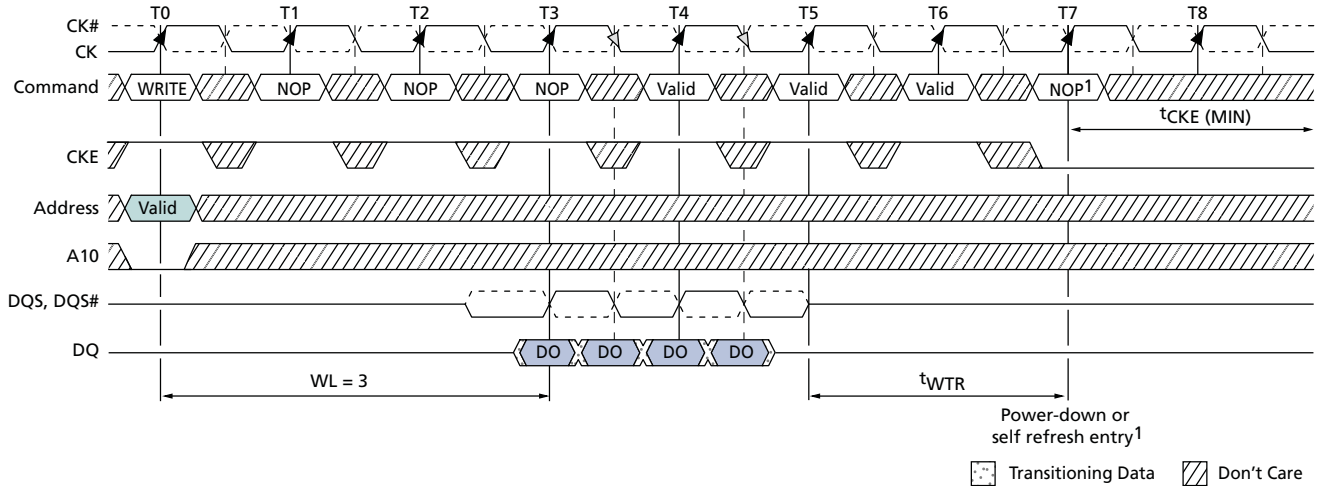 T0 T1 T2 T3 T4 T5 T6 T7 T8
CK#
CK
Command WRITE NOP NOP NOP Valid Valid Valid NOP1
tCKE (MIN)
CKE
Address Valid
A10
DQS, DQS#
DQ DO DO DO DO
WL = 3 tWTR
Power-down or
self refresh entry1
Transitioning Data Don't Care